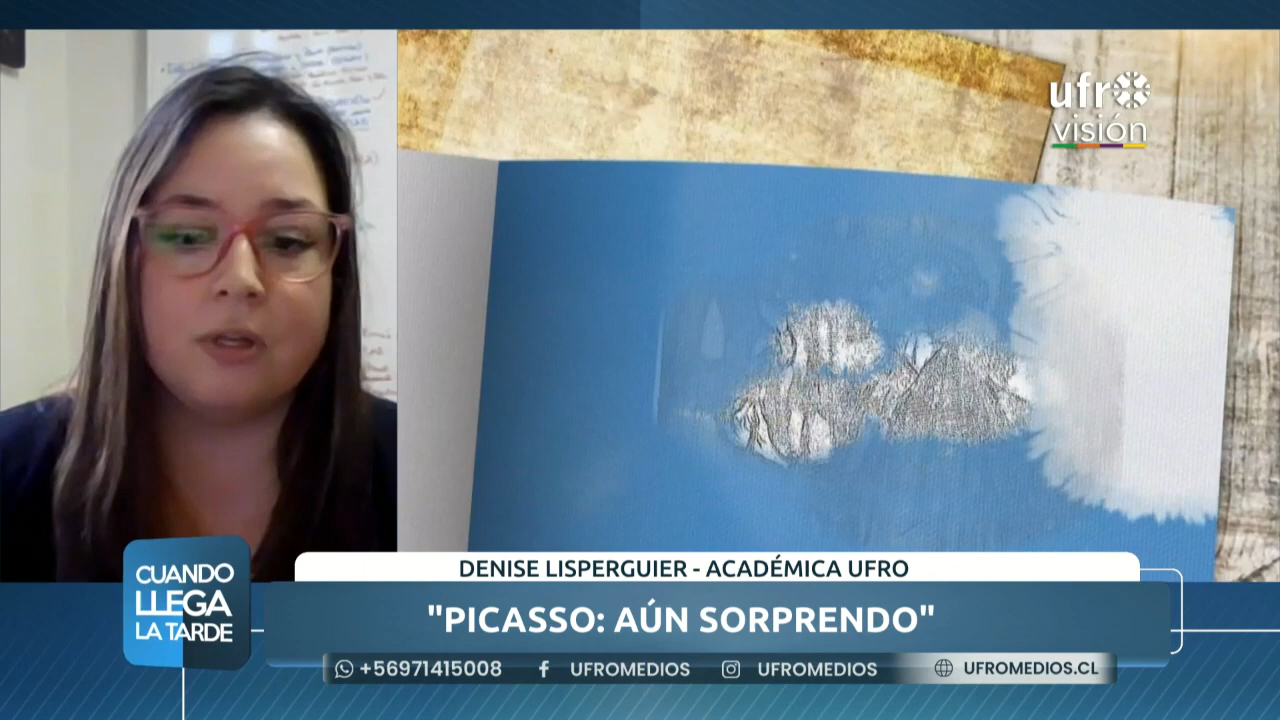 ufro
visión
DENISE LISPERGUIER - ACADÉMICA UFRO
"PICASSO: AÚN SORPRENDO"
CUANDO
LLEGA
LA TARDE
+56971415008 UFROMEDIOS UFROMEDIOS UFROMEDIOS.CL